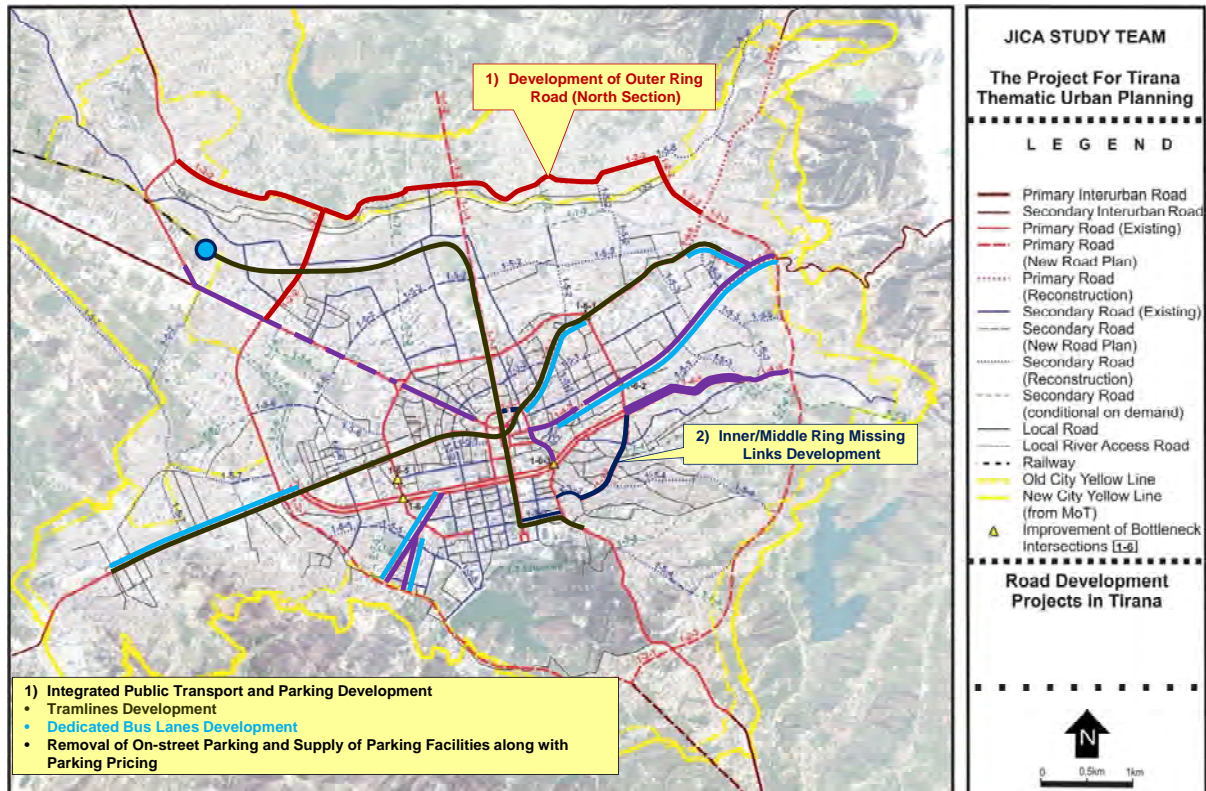 1) Development of Outer Ring
Road (North Section)
2) Inner/Middle Ring Missing
Links Development
1-6-1
1-6-2
1) Integrated Public Transport and Parking Development
• Tramlines Development
• Dedicated Bus Lanes Development
• Removal of On-street Parking and Supply of Parking Facilities along with
Parking Pricing
JICA STUDY TEAM
The Project For Tirana
Thematic Urban Planning
L E G E N D
Primary Interurban Road
Secondary Interurban Road
Primary Road (Existing)
Primary Road
(New Road Plan)
Primary Road
(Reconstruction)
Secondary Road (Existing)
Secondary Road
(New Road Plan)
Secondary Road
(Reconstruction)
Secondary Road
(conditional on demand)
Local Road
Local River Access Road
Railway
Old City Yellow Line
New City Yellow Line
(from MoT)
Improvement of Bottleneck
Intersections 1-6
Road Development
Projects in Tirana
N
0 0.5km 1km